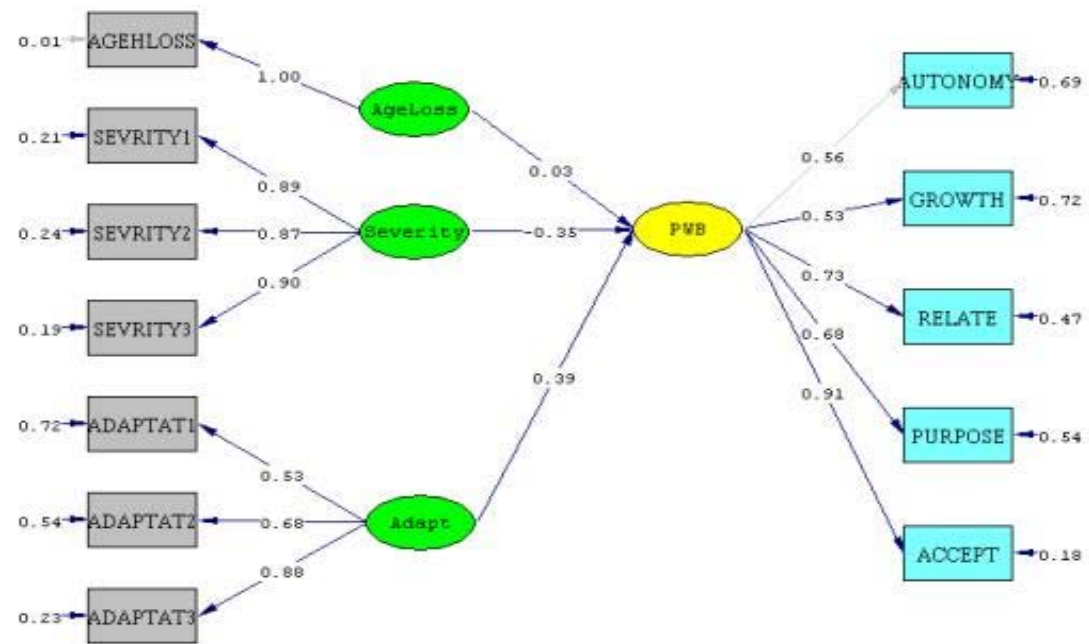 0.01
AGEHLOSS
1.00
AgeLoss
0.21
SEVRITY1
0.89
0.24
SEVRITY2
0.87
Severity
0.90
0.19
SEVRITY3
0.72
ADAPTAT1
0.53
0.54
ADAPTAT2
0.68
Adapt
0.88
0.23
ADAPTAT3
0.03
-0.35
0.39
PWB
0.56
AUTONOMY
0.69
0.53
GROWTH
0.72
0.73
RELATE
0.47
0.68
PURPOSE
0.54
0.91
ACCEPT
0.18